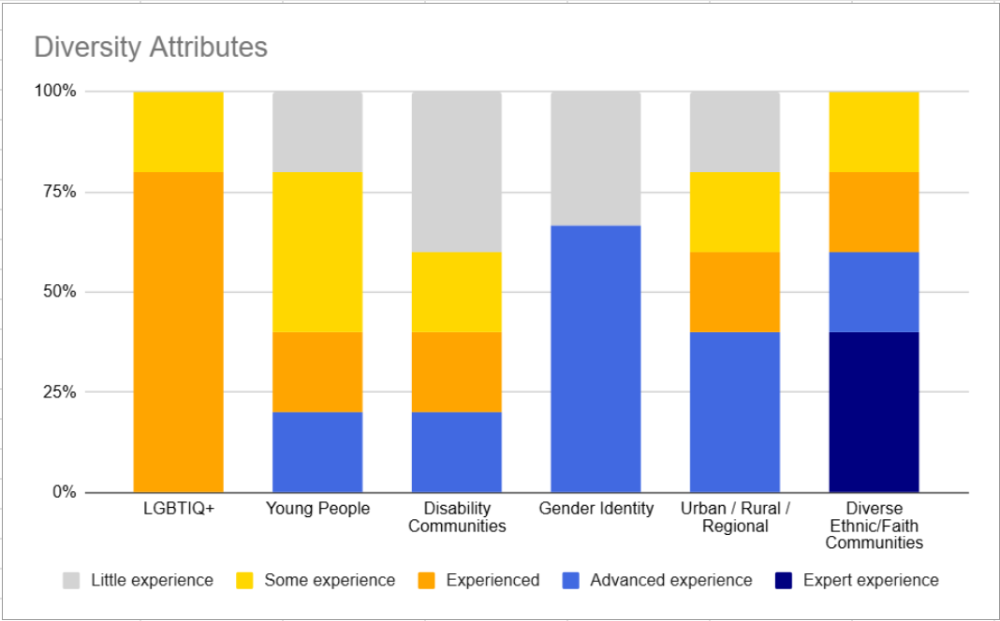 Diversity Attributes
100%
75%
50%
25%
0%
LGBTIQ+
Young People
Disability
Communities
Gender Identity
Urban / Rural /
Regional
Diverse
Ethnic/Faith
Communities
Little experience
Some experience
Experienced
Advanced experience
Expert experience